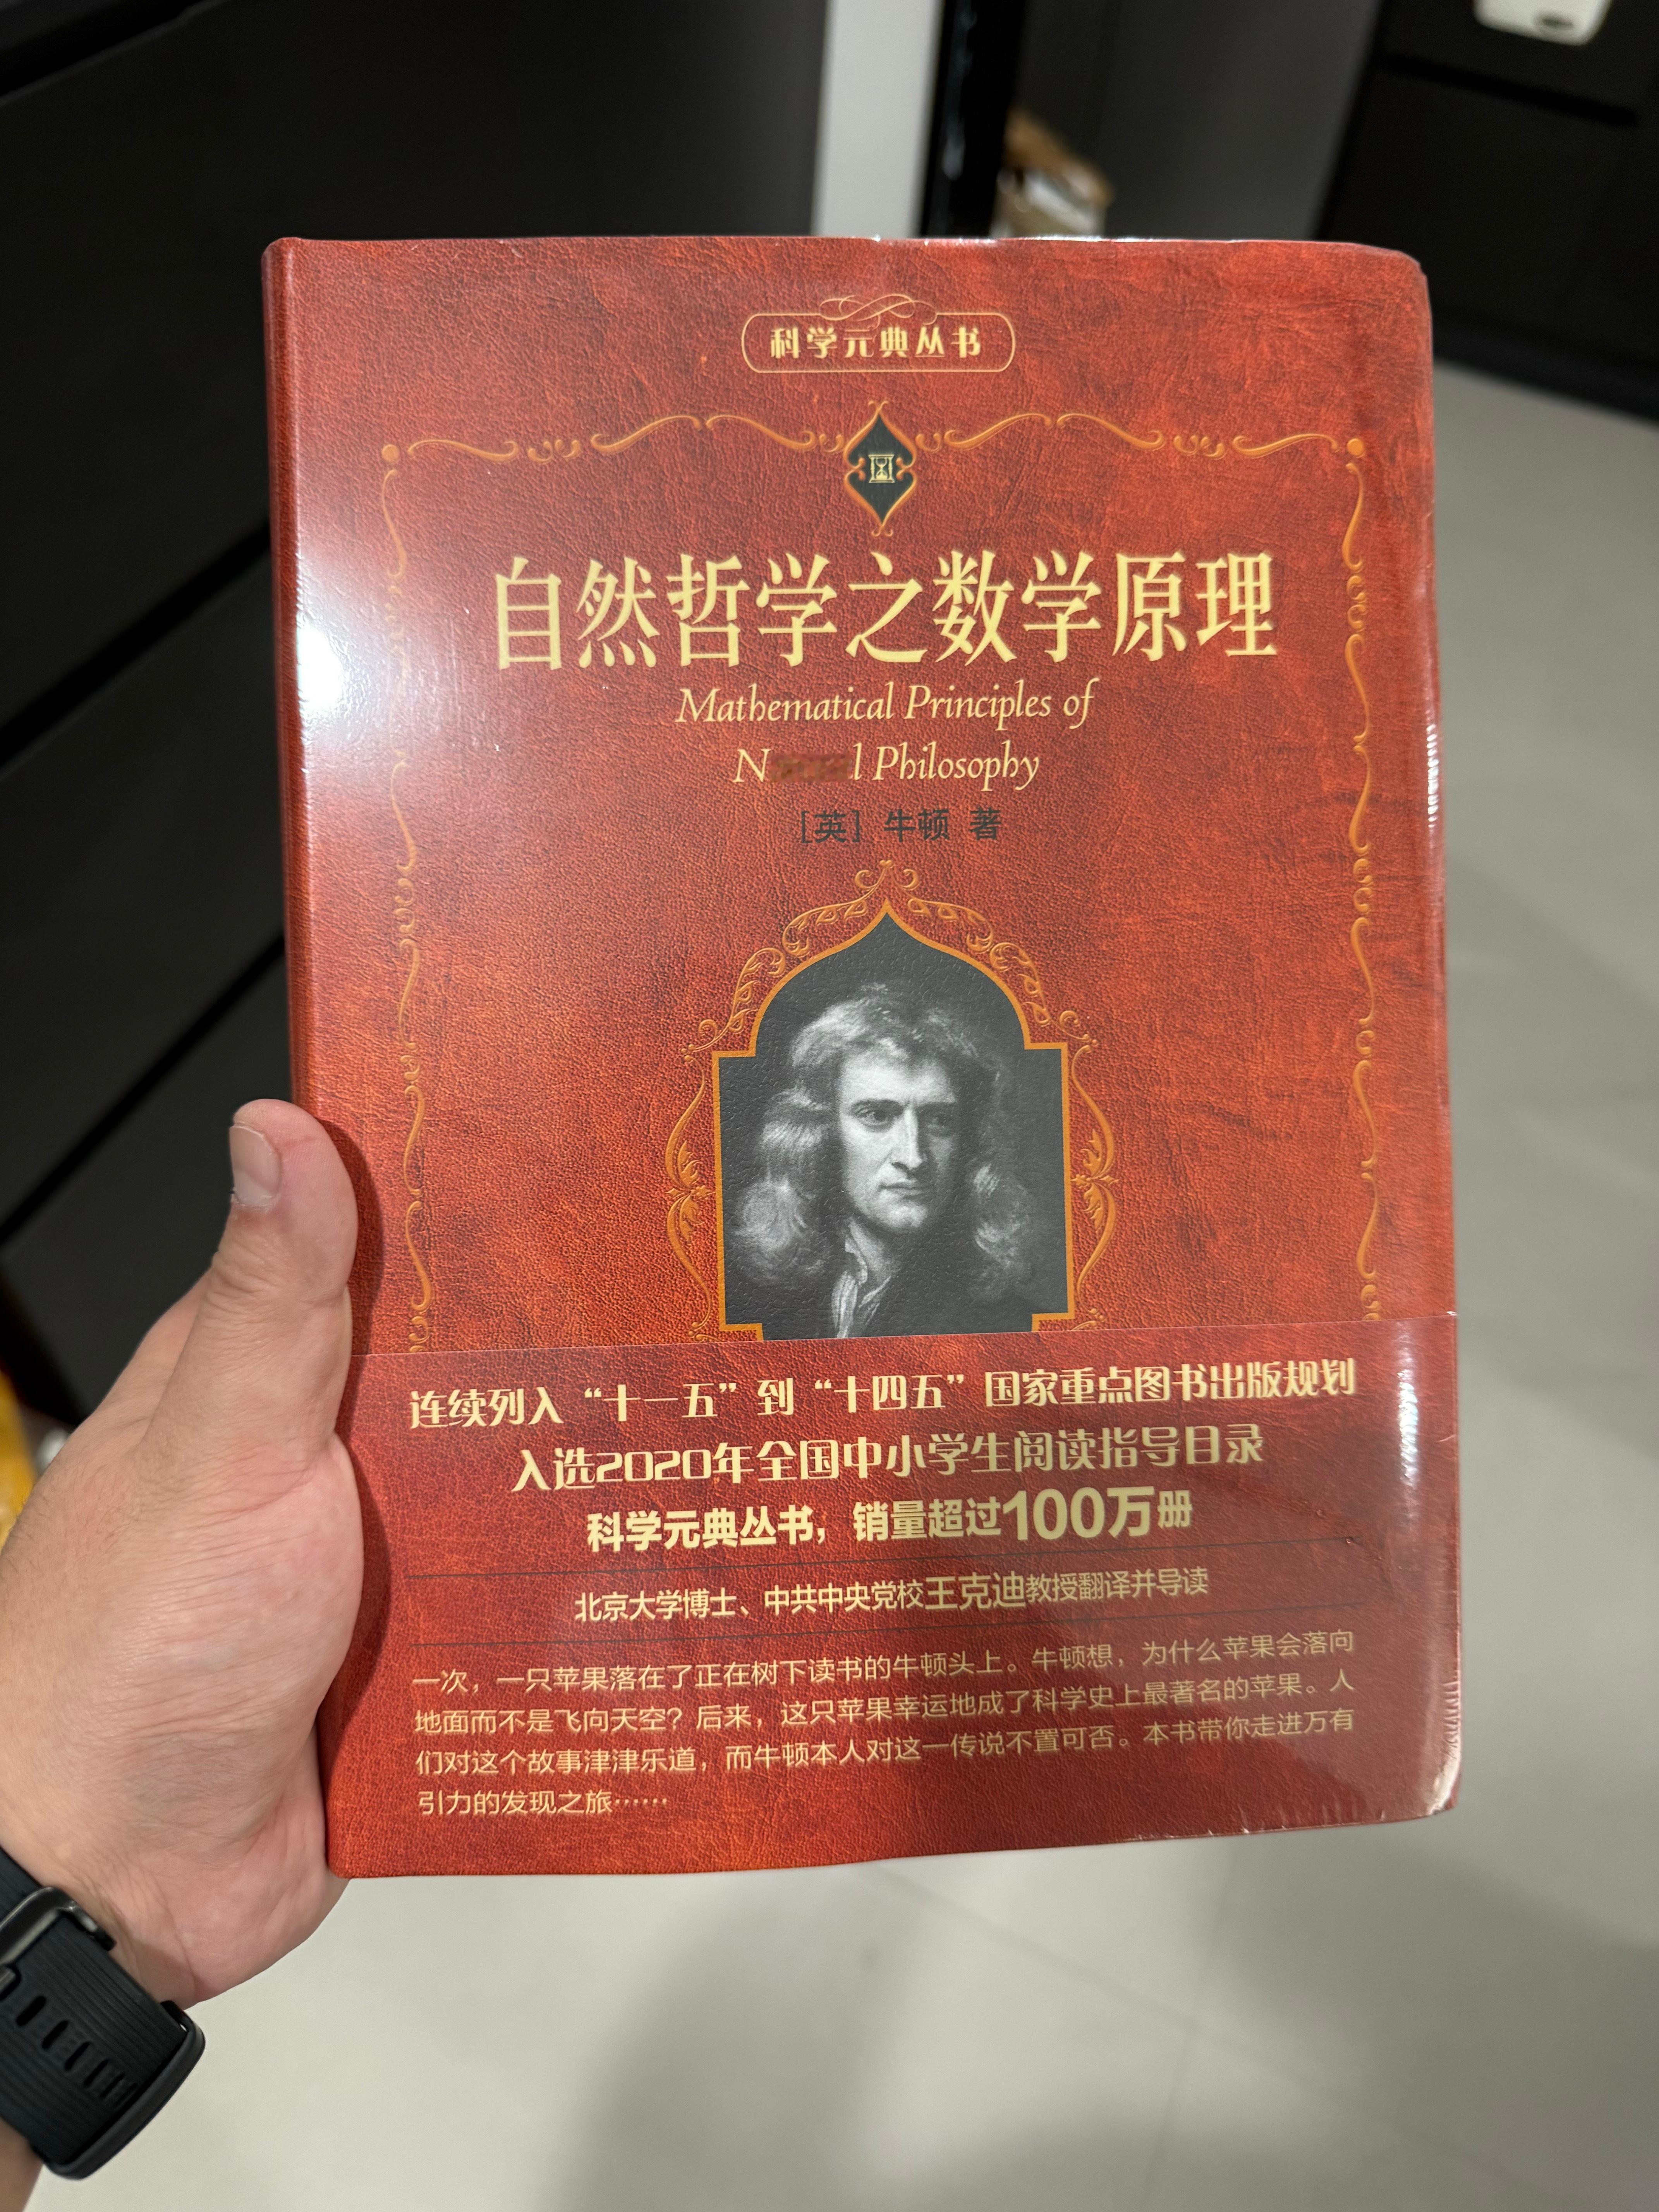 科学元典丛书
自然哲学之数学原理
Mathematical Principles of
Philosophy
[英] 牛顿 著
连续列入“十一五”到“十四五”国家重点图书出版规划
入选2020年全国中小学生阅读指导目录
科学元典丛书，销量超过100万册
北京大学博士、中共中央党校王克迪教授翻译并导读
一次，一只苹果落在了正在树下读书的牛顿头上。牛顿想，为什么苹果会落向
地面而不是飞向天空？后来，这只苹果幸运地成了科学史上最著名的苹果。人
们对这个故事津津乐道，而牛顿本人对这一传说不置可否。本书带你走进万有
引力的发现之旅……